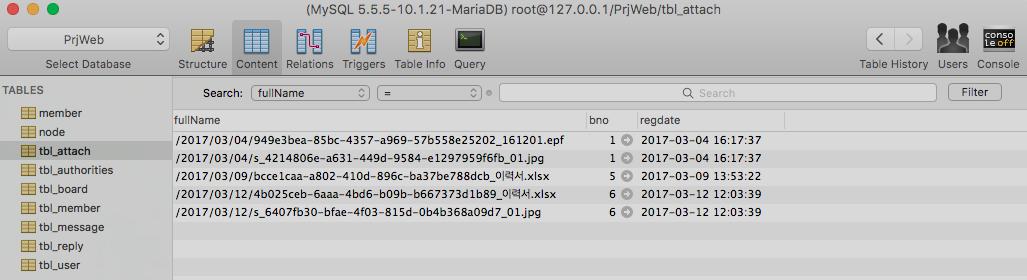 (MySQL 5.5.5-10.1.21-MariaDB) root@127.0.0.1/PrjWeb/tbl_attach
PrjWeb
Select Database
Structure Content Relations Triggers Table Info Query
console off
Table History Users Console
TABLES
member
node
tbl_attach
tbl_authorities
tbl_board
tbl_member
tbl_message
tbl_reply
tbl_user
Search: fullName = Search Filter
fullName bno regdate
/2017/03/04/949e3bea-85bc-4357-a969-57b558e25202_161201.epf 1 2017-03-04 16:17:37
/2017/03/04/s_4214806e-a631-449d-9584-e1297959f6fb_01.jpg 1 2017-03-04 16:17:37
/2017/03/09/bcce1caa-a802-410d-896c-ba37be788dcb_이력서.xlsx 5 2017-03-09 13:53:22
/2017/03/12/4b025ceb-6aaa-4bd6-b09b-b667373d1b89_이력서.xlsx 6 2017-03-12 12:03:39
/2017/03/12/s_6407fb30-bfae-4f03-815d-0b4b368a09d7_01.jpg 6 2017-03-12 12:03:39